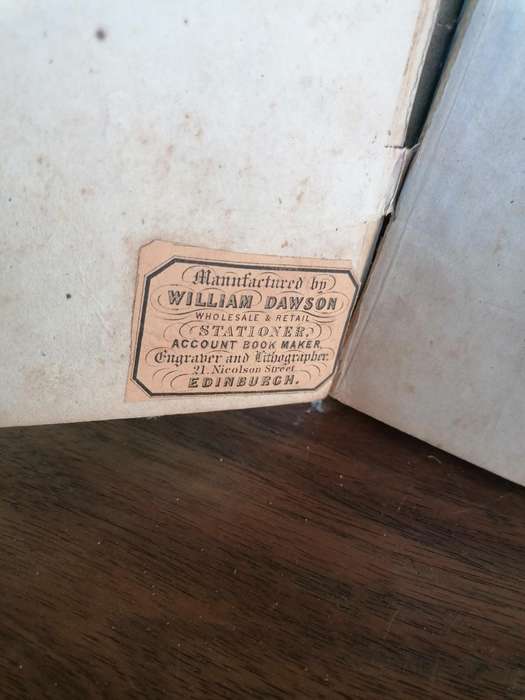 Manufactured by
WILLIAM DAWSON
WHOLESALE & RETAIL
STATIONER,
ACCOUNT BOOK MAKER,
Engraver and Lithographer.
21. Nicolson Street
EDINBURGH.